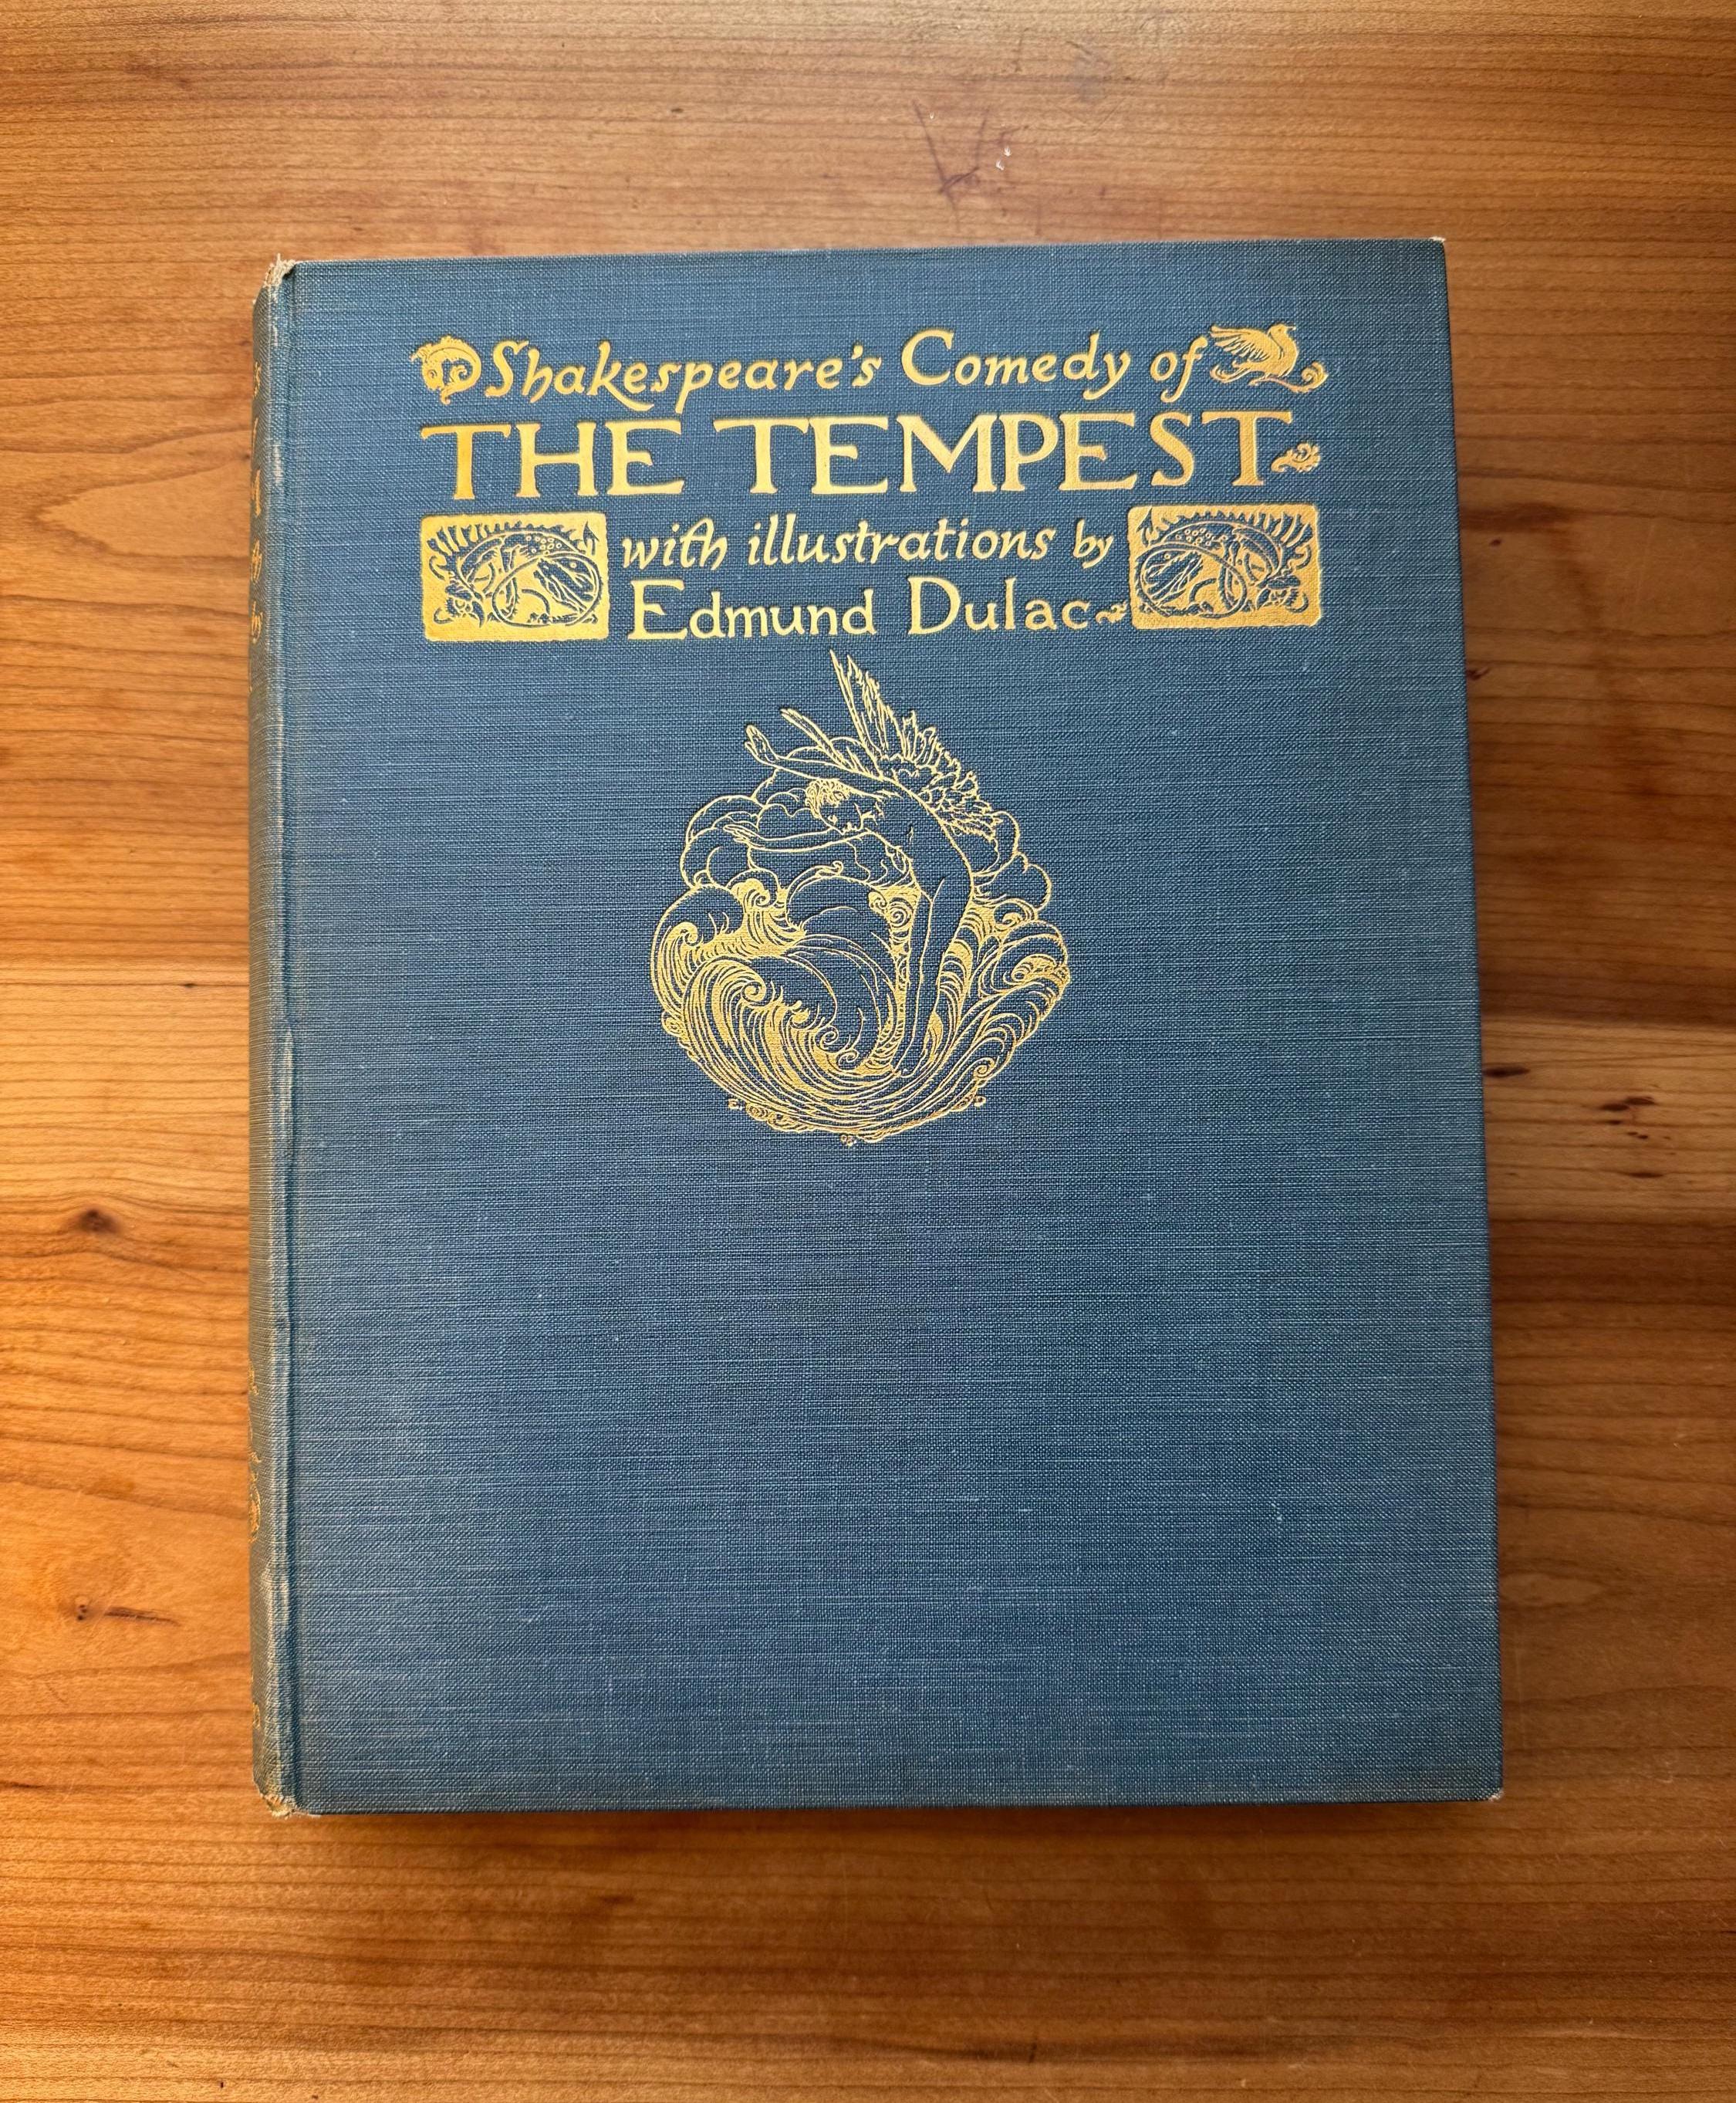 Shakespeare's Comedy of
THE TEMPEST
with illustrations by
Edmund Dulac